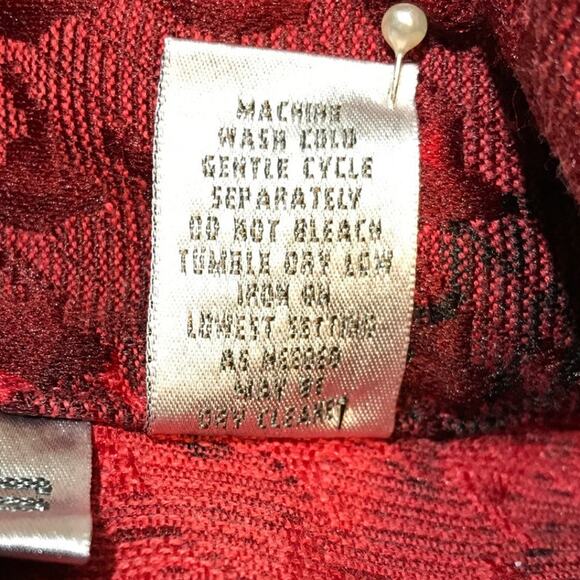 MACHINE
WASH COLD
GENTLE CYCLE
SEPARATELY
DO NOT BLEACH
TUMBLE DRY LOW
IRON ON
LOWEST SETTING
AS NEEDED
MAY BE
DRY CLEANED